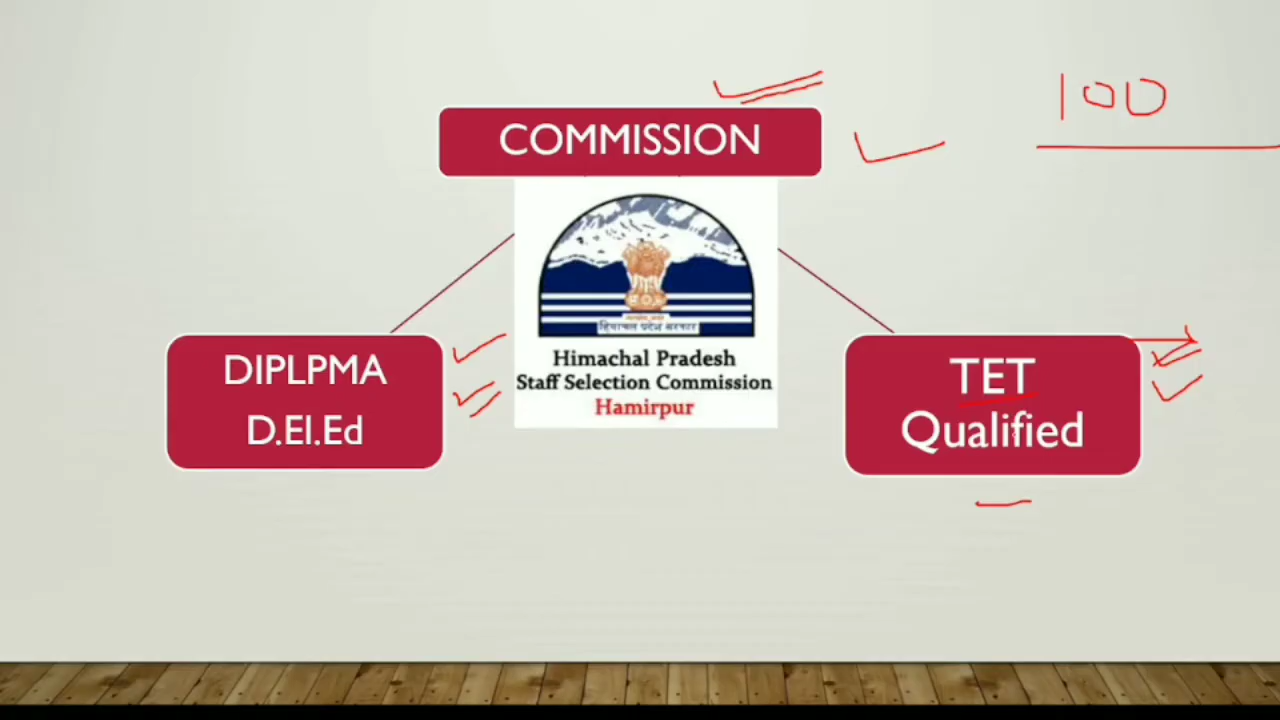 100
COMMISSION
हिमाचल प्रदेश सरकार
Himachal Pradesh
Staff Selection Commission
Hamirpur
DIPLPMA
D.El.Ed
TET
Qualified